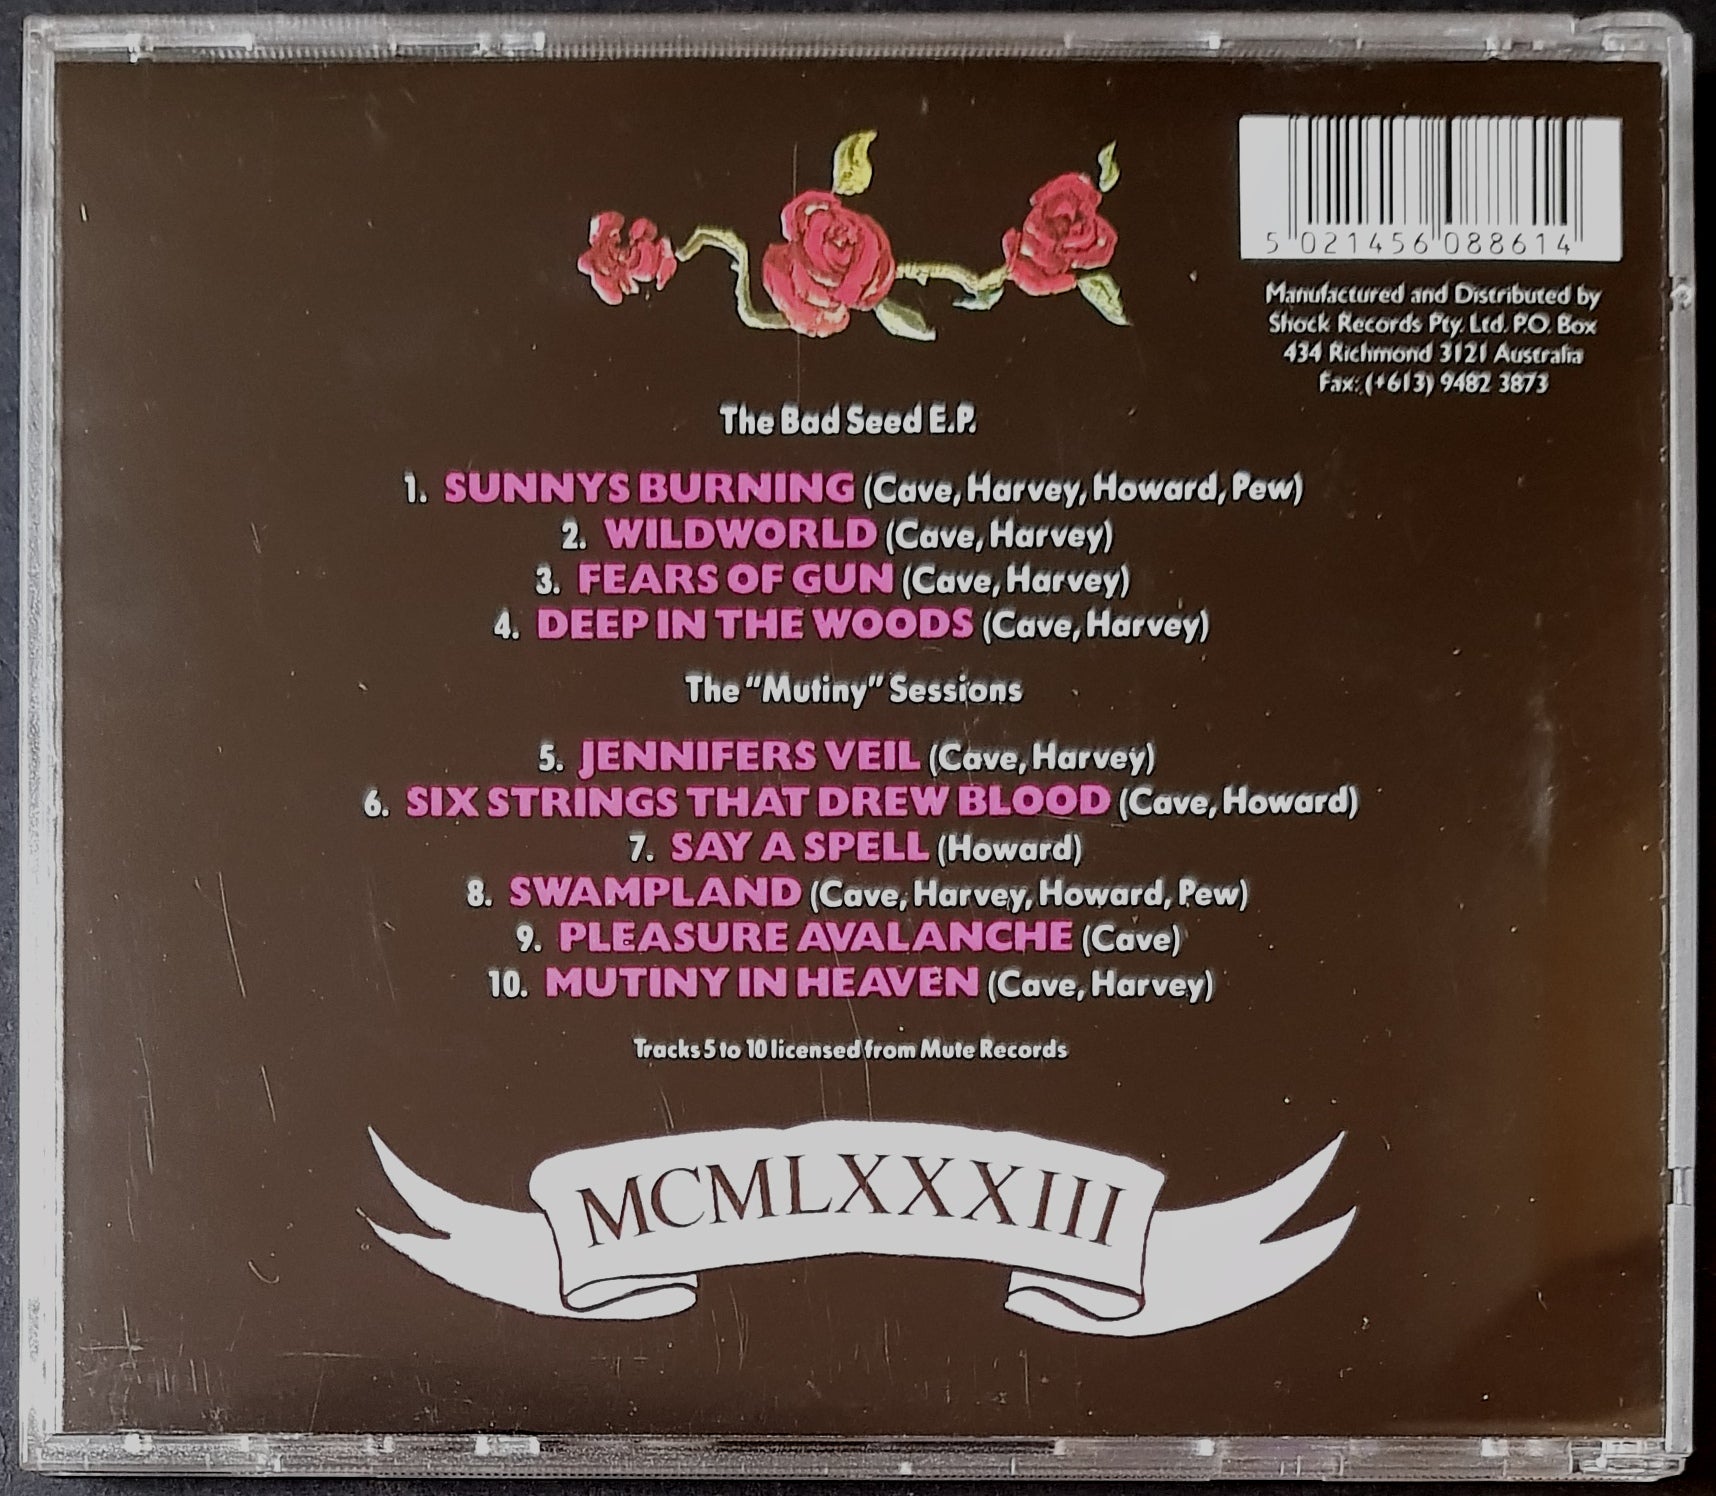 5 021456 088614
Manufactured and Distributed by
Shock Records Pty. Ltd. P.O. Box
434 Richmond 3121 Australia
Fax: (+613) 9482 3873
The Bad Seed E.P.
1. SUNNYS BURNING (Cave, Harvey, Howard, Pew)
2. WILDWORLD (Cave, Harvey)
3. FEARS OF GUN (Cave, Harvey)
4. DEEP IN THE WOODS (Cave, Harvey)
The "Mutiny" Sessions
5. JENNIFERS VEIL (Cave, Harvey)
6. SIX STRINGS THAT DREW BLOOD (Cave, Howard)
7. SAY A SPELL (Howard)
8. SWAMPLAND (Cave, Harvey, Howard, Pew)
9. PLEASURE AVALANCHE (Cave)
10. MUTINY IN HEAVEN (Cave, Harvey)
Tracks 5 to 10 licensed from Mute Records
MCMLXXXIII